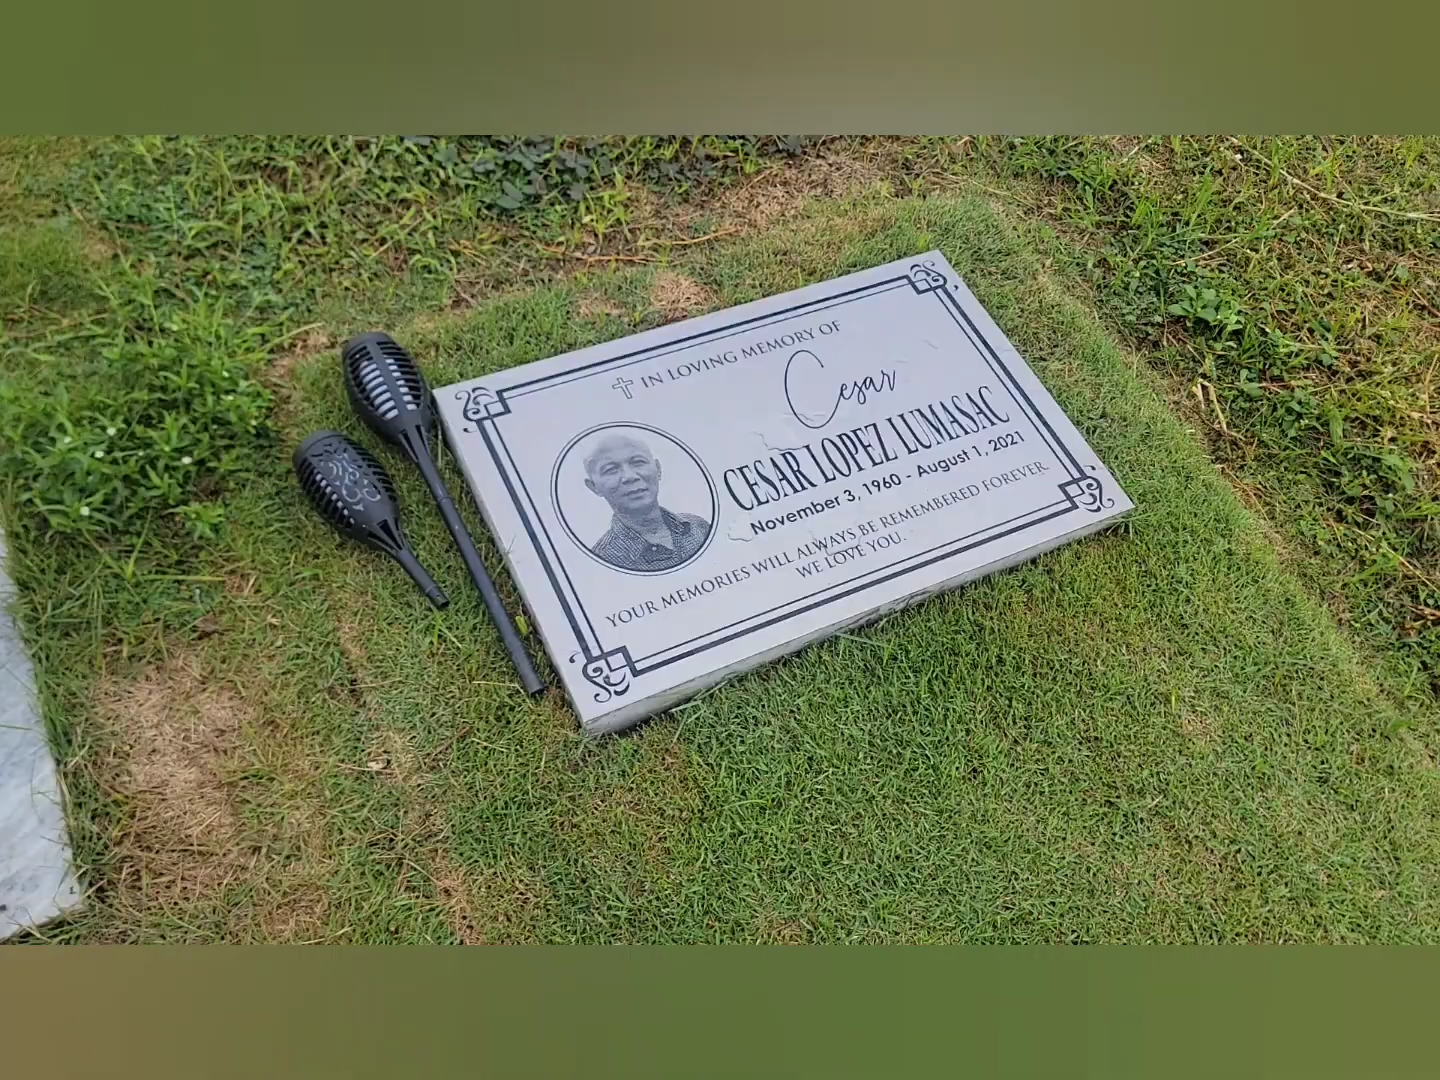 IN LOVING MEMORY OF
Cesar
CESAR LOPEZ LUMASAC
November 3, 1960 - August 1, 2021
YOUR MEMORIES WILL ALWAYS BE REMEMBERED FOREVER.
WE LOVE YOU.